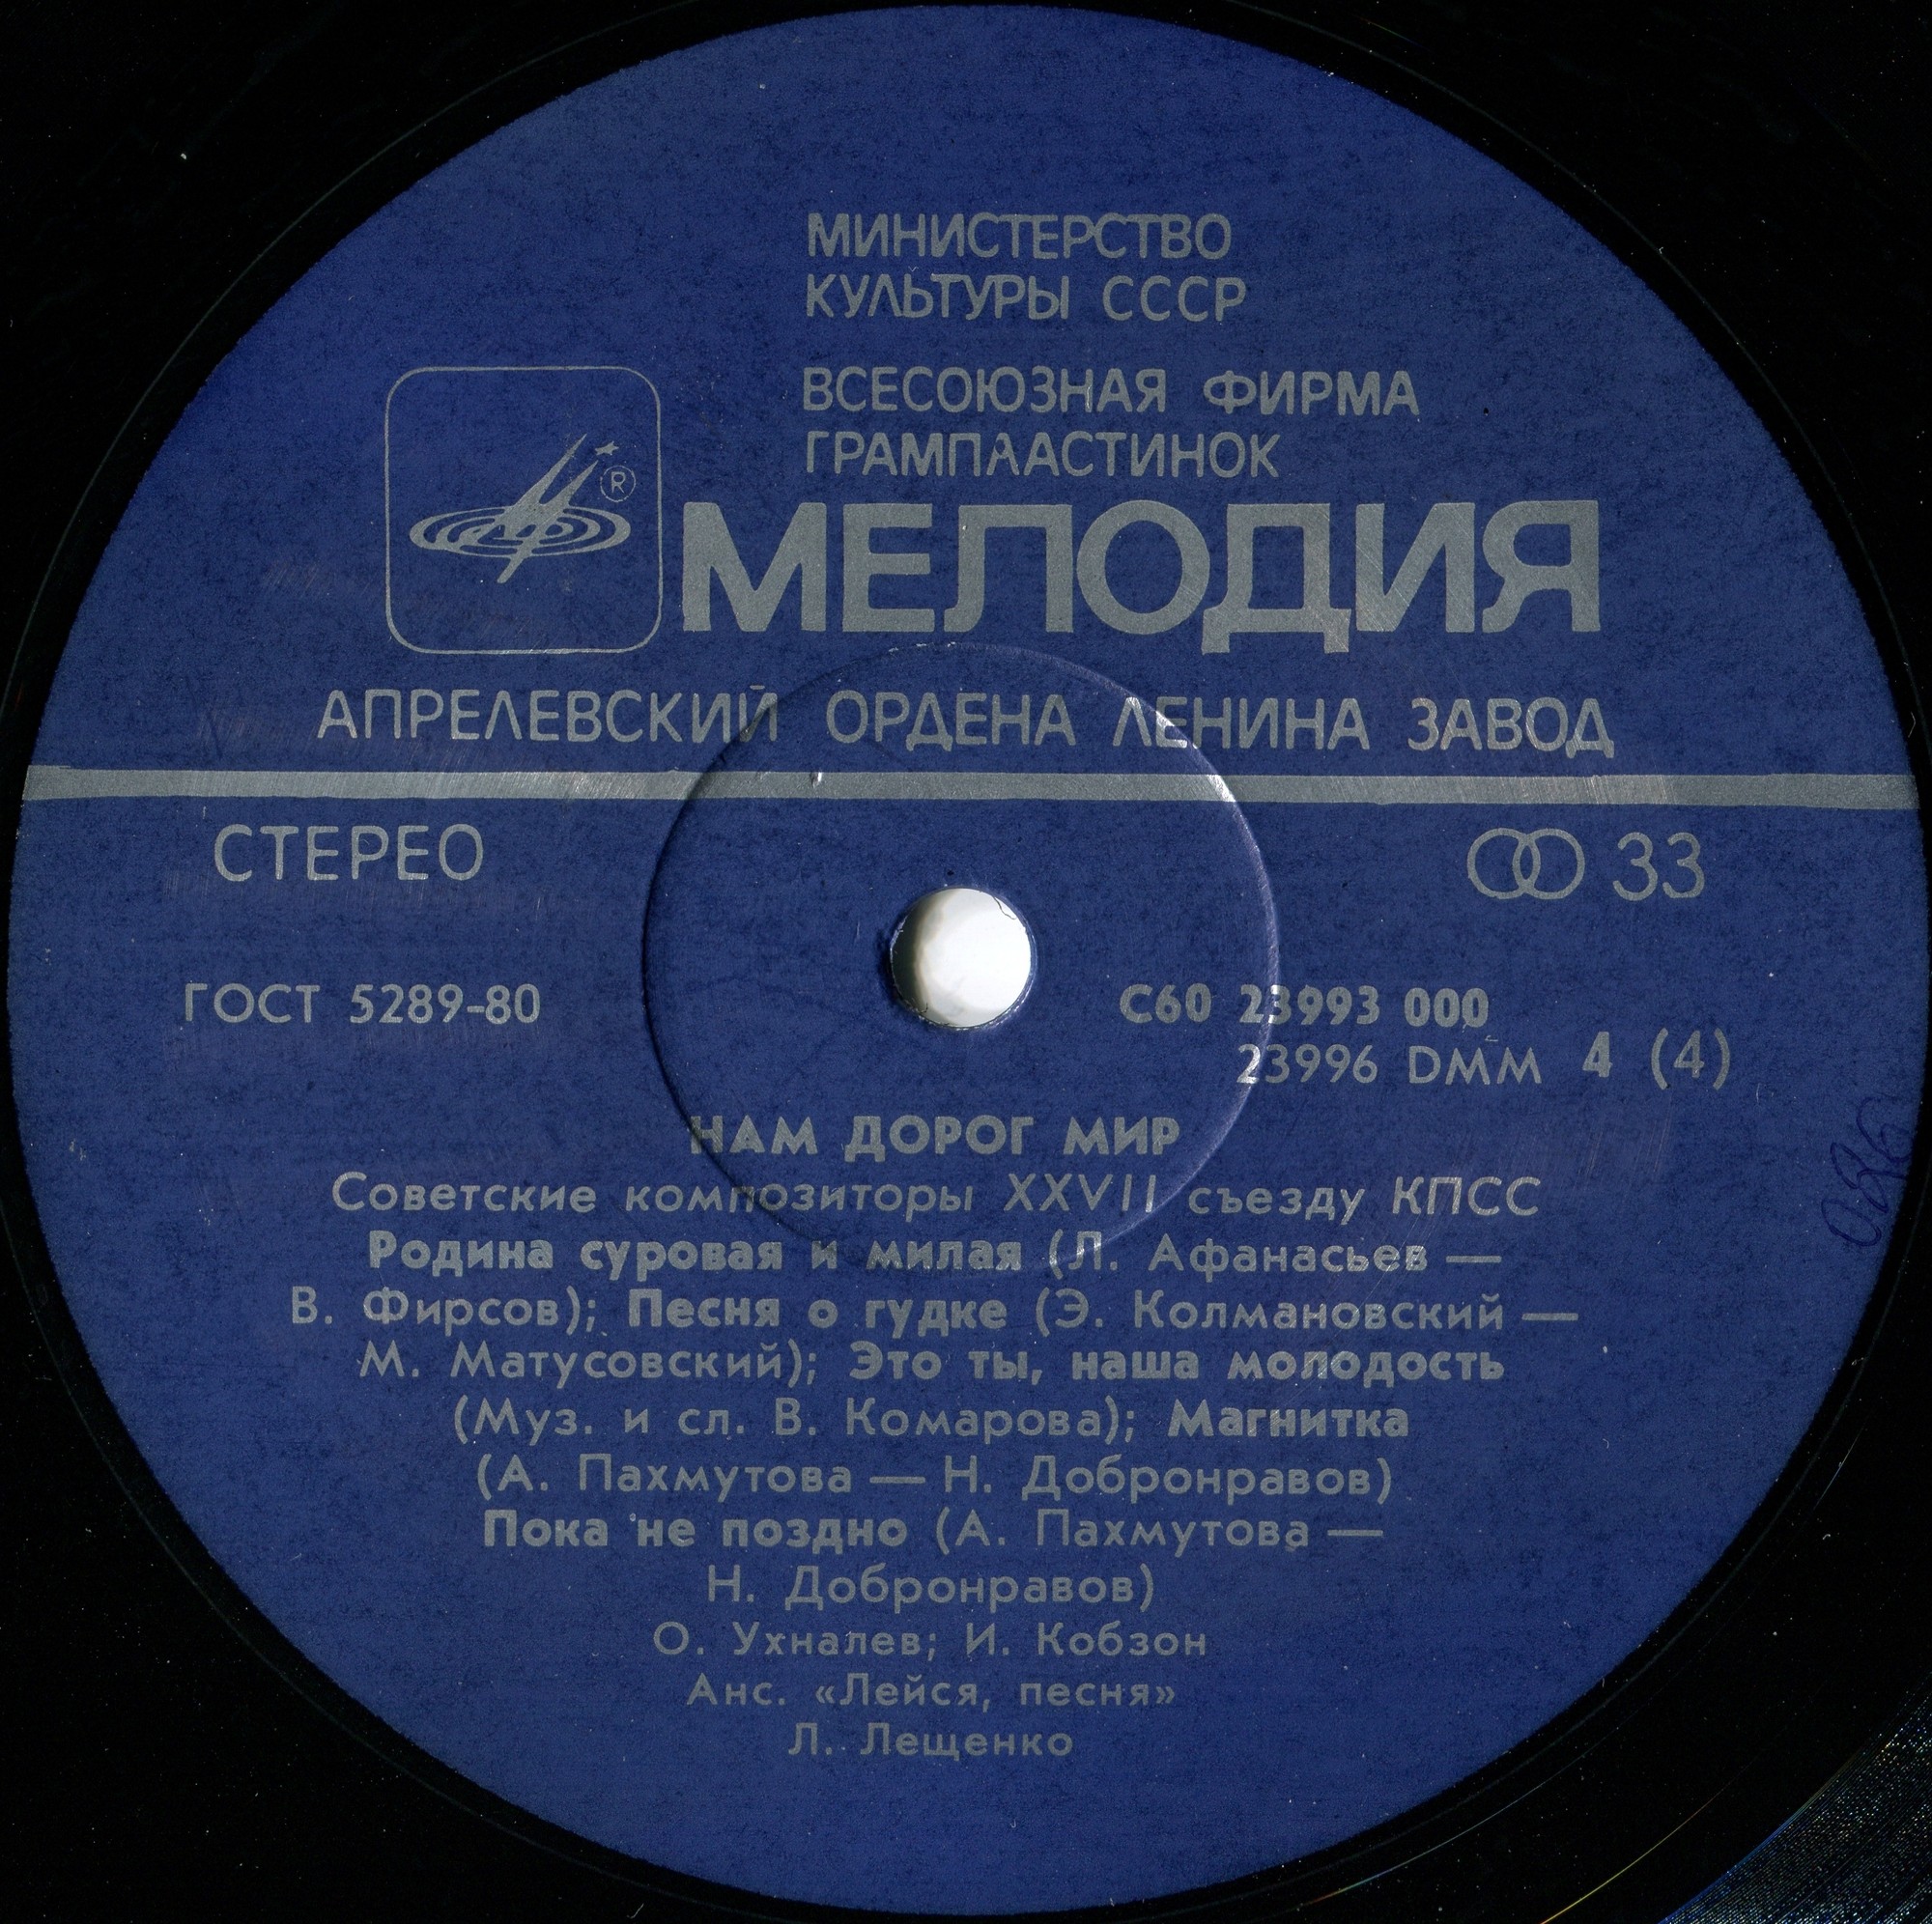 МИНИСТЕРСТВО
КУЛЬТУРЫ СССР
ВСЕСОЮЗНАЯ ФИРМА
ГРАМПЛАСТИНОК
®
МЕЛОДИЯ
АПРЕЛЕВСКИЙ ОРДЕНА ЛЕНИНА ЗАВОД
СТЕРЕО
33
ГОСТ 5289-80
С60 23993 000
23996 DMM 4 (4)
НАМ ДОРОГ МИР
Советские композиторы XXVII съезду КПСС
Родина суровая и милая (Л. Афанасьев —
В. Фирсов); Песня о гудке (Э. Колмановский —
М. Матусовский); Это ты, наша молодость
(Муз. и сл. В. Комарова); Магнитка
(А. Пахмутова — Н. Добронравов)
Пока не поздно (А. Пахмутова —
Н. Добронравов)
О. Ухналев; И. Кобзон
Анс. «Лейся, песня»
Л. Лещенко